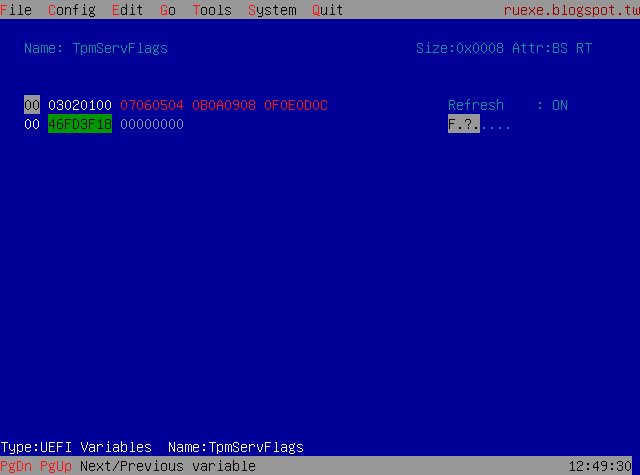 File Config Edit Go Tools System Quit ruexe.blogspot.tw
Name: TpmServFlags Size:0x0008 Attr:BS RT
00 03020100 07060504 0B0A0908 0F0E0D0C Refresh : ON
00 46FD3F18 00000000 F.?.....
Type:UEFI Variables Name:TpmServFlags
PgDn PgUp Next/Previous variable 12:49:30